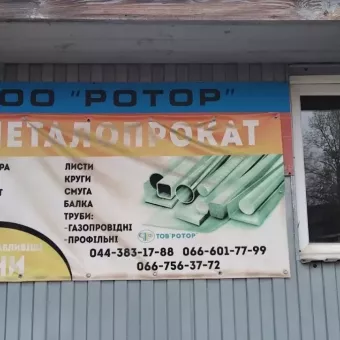 ОО "РОТОР"
МЕТАЛОПРОКАТ
ЛИСТИ
КРУГИ
СМУГА
БАЛКА
ТРУБИ:
-ГАЗОПРОВІДНІ
-ПРОФІЛЬНІ
ТОВ"РОТОР"
044-383-17-88 066-601-77-99
066-756-37-72